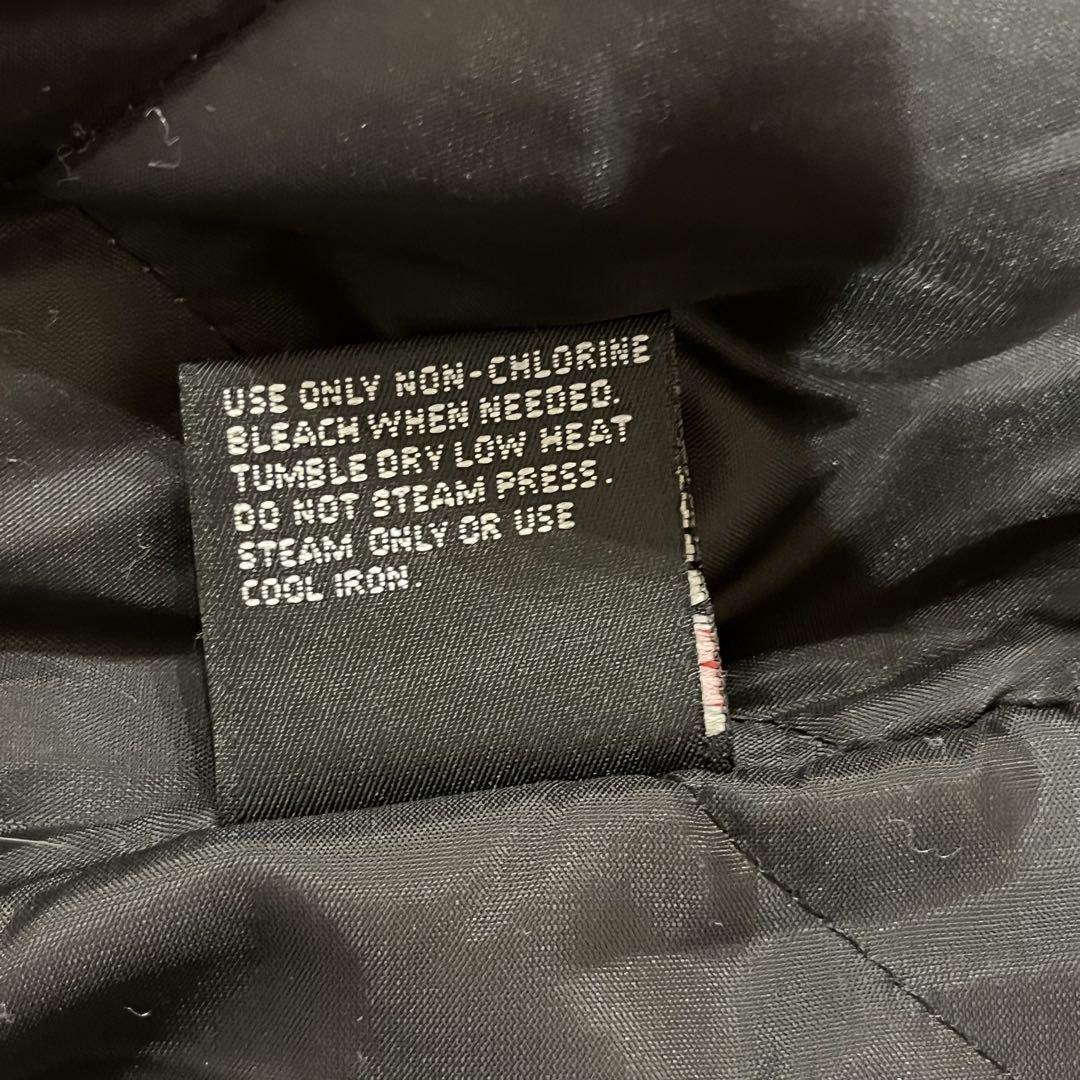 USE ONLY NON-CHLORINE
BLEACH WHEN NEEDED.
TUMBLE DRY LOW HEAT
DO NOT STEAM PRESS.
STEAM ONLY OR USE
COOL IRON.